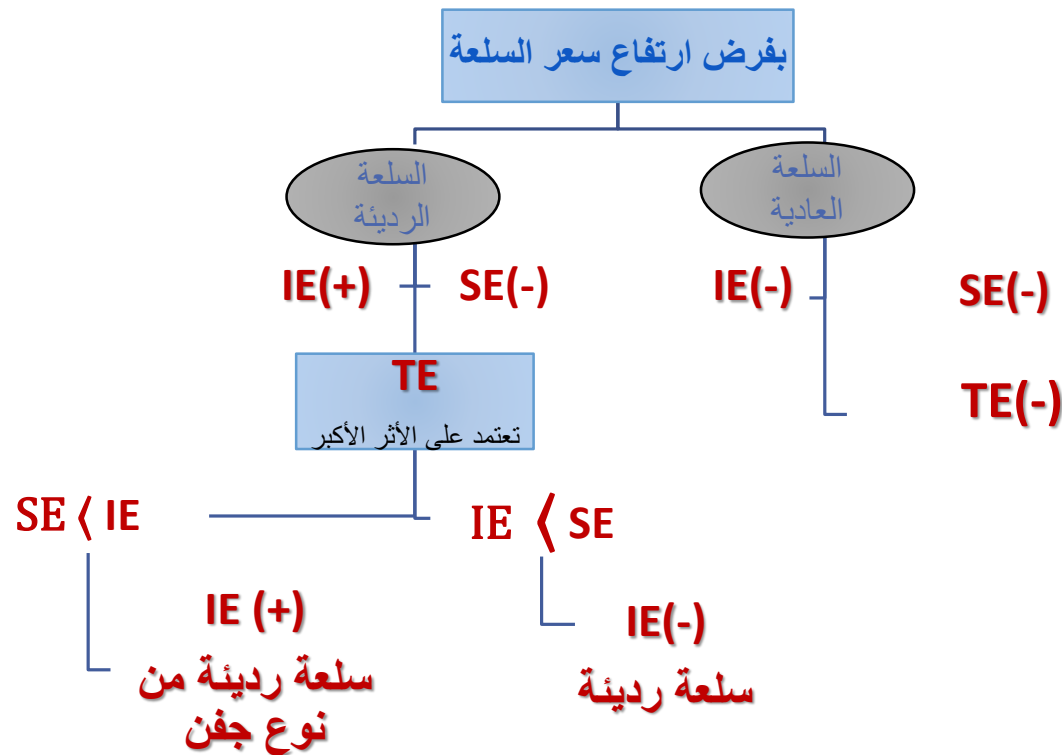 بفرض ارتفاع سعر السلعة
السلعة
العادية
السلعة
الرديئة
SE(-)
IE(-)
TE(-)
IE(+)
SE(-)
TE
تعتمد على الأثر الأكبر
IE ⟨ SE
SE ⟨ IE
IE(-)
سلعة رديئة
IE (+)
سلعة رديئة من
نوع جفن